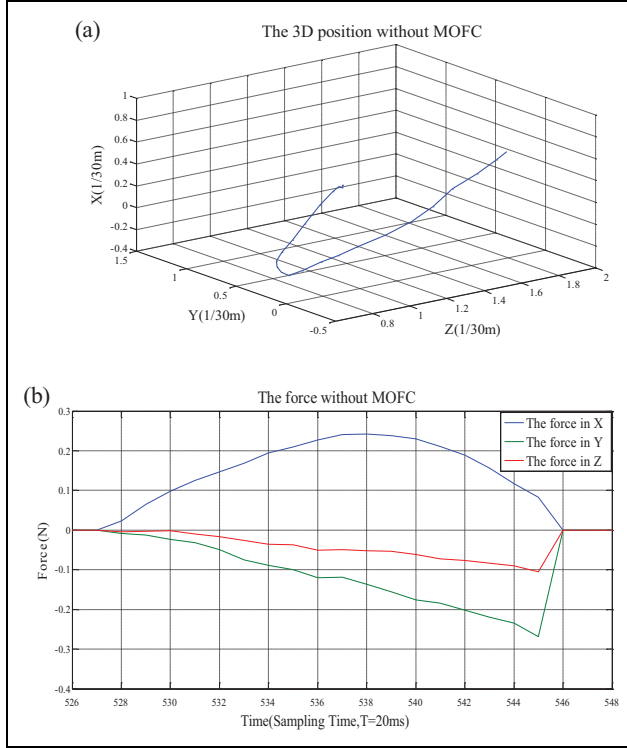 (a)
The 3D position without MOFC
X(1/30m)
1
0.8
0.6
0.4
0.2
0
-0.2
-0.4
1.5
1
0.5
0
-0.5
Y(1/30m)
0.8
1
1.2
1.4
1.6
1.8
2
Z(1/30m)
(b)
The force without MOFC
The force in X
The force in Y
The force in Z
Force(N)
0.3
0.2
0.1
0
-0.1
-0.2
-0.3
-0.4
526 528 530 532 534 536 538 540 542 544 546 548
Time(Sampling Time,T=20ms)